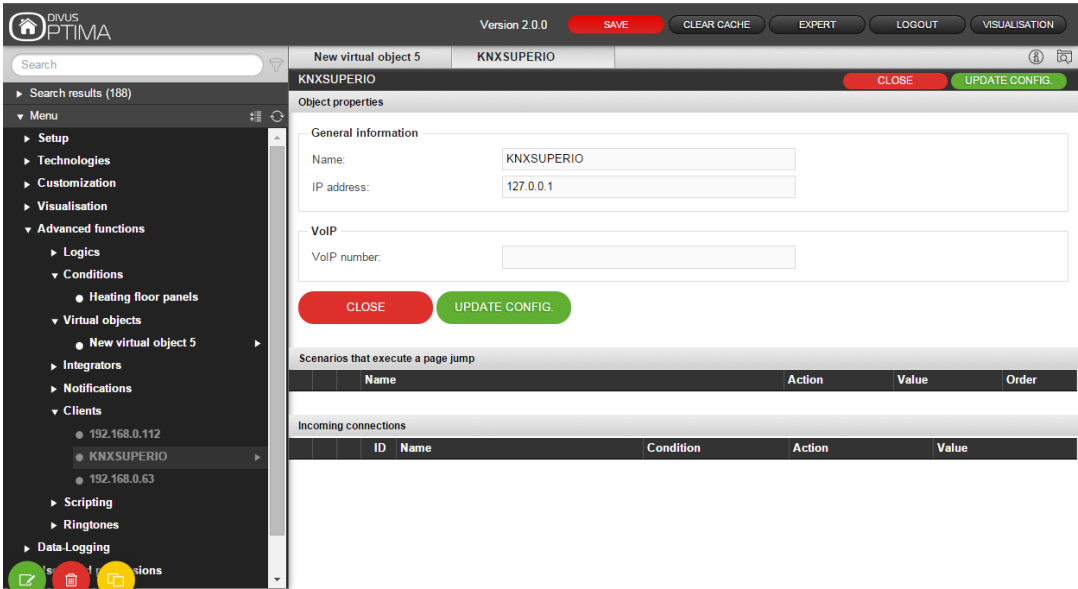 DIVUS
OPTIMA
Version 2.0.0
SAVE
CLEAR CACHE
EXPERT
LOGOUT
VISUALISATION
Search
Search results (188)
Menu
Setup
Technologies
Customization
Visualisation
Advanced functions
Logics
Conditions
Heating floor panels
Virtual objects
New virtual object 5
Integrators
Notifications
Clients
192.168.0.112
KNXSUPERIO
192.168.0.63
Scripting
Ringtones
Data-Logging
New virtual object 5
KNXSUPERIO
KNXSUPERIO
CLOSE
UPDATE CONFIG.
Object properties
General information
Name:
KNXSUPERIO
IP address:
127.0.0.1
VoIP
VoIP number:
CLOSE
UPDATE CONFIG.
Scenarios that execute a page jump
Name Action Value Order
Incoming connections
ID Name Condition Action Value